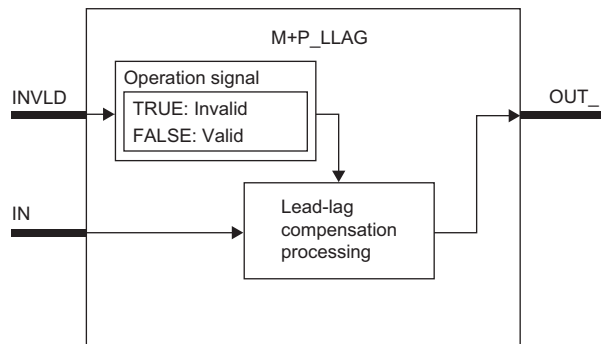 M+P_LLAG
Operation signal
INVLD
TRUE: Invalid
FALSE: Valid
OUT_
IN
Lead-lag
compensation
processing